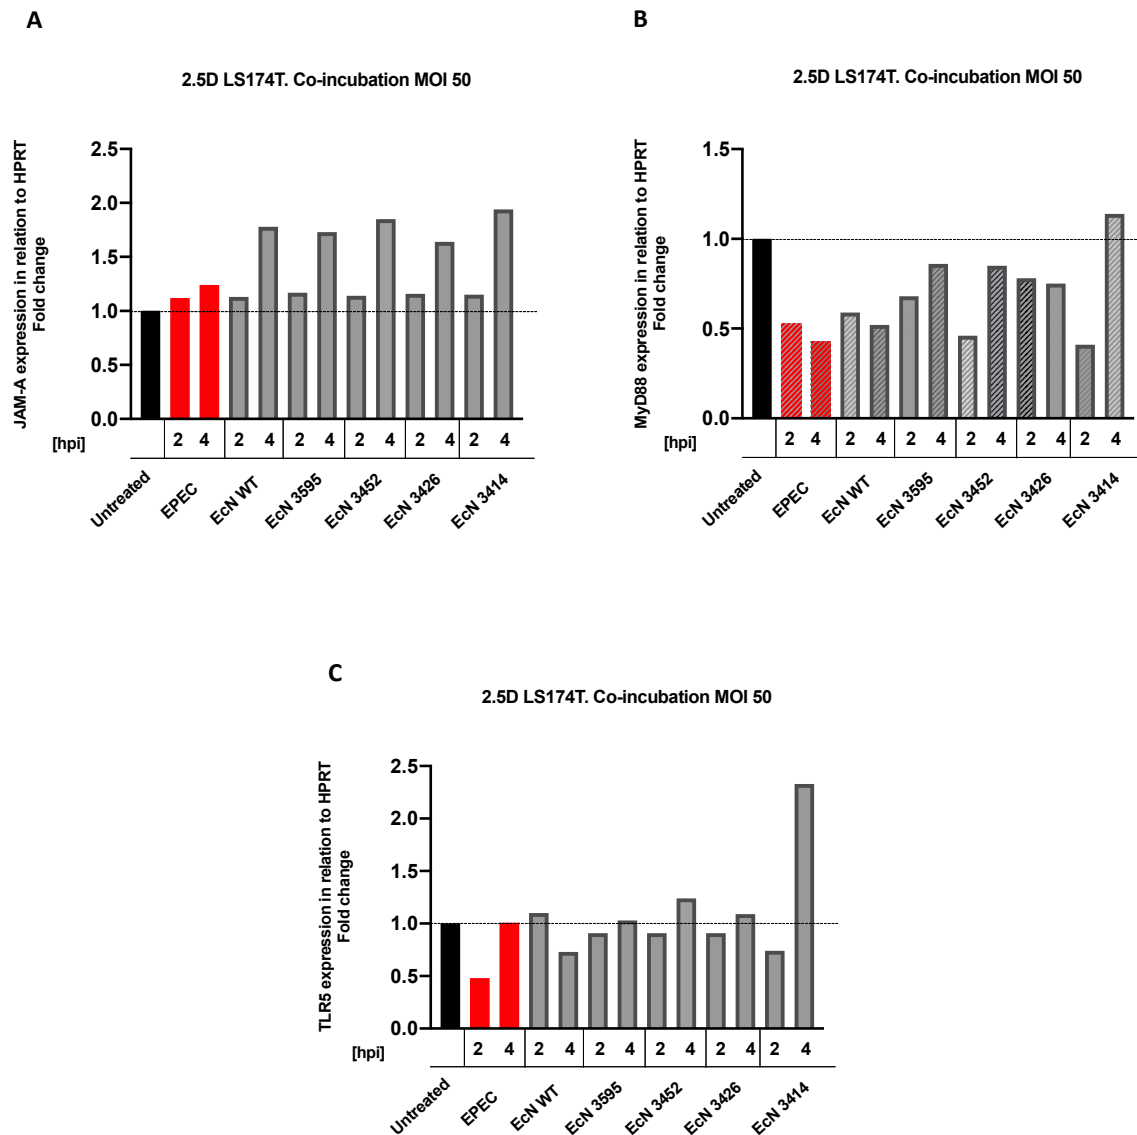 A
2.5D LS174T. Co-incubation MOI 50
JAM-A expression in relation to HPRT
Fold change
2.5
2.0
1.5
1.0
0.5
0.0
[hpi]
2 4 2 4 2 4 2 4 2 4 2 4
Untreated
EPEC
EcN WT
EcN 3595
EcN 3452
EcN 3426
EcN 3414
B
2.5D LS174T. Co-incubation MOI 50
MyD88 expression in relation to HPRT
Fold change
1.5
1.0
0.5
0.0
[hpi]
2 4 2 4 2 4 2 4 2 4 2 4
Untreated
EPEC
EcN WT
EcN 3595
EcN 3452
EcN 3426
EcN 3414
C
2.5D LS174T. Co-incubation MOI 50
TLR5 expression in relation to HPRT
Fold change
2.5
2.0
1.5
1.0
0.5
0.0
[hpi]
2 4 2 4 2 4 2 4 2 4 2 4
Untreated
EPEC
EcN WT
EcN 3595
EcN 3452
EcN 3426
EcN 3414